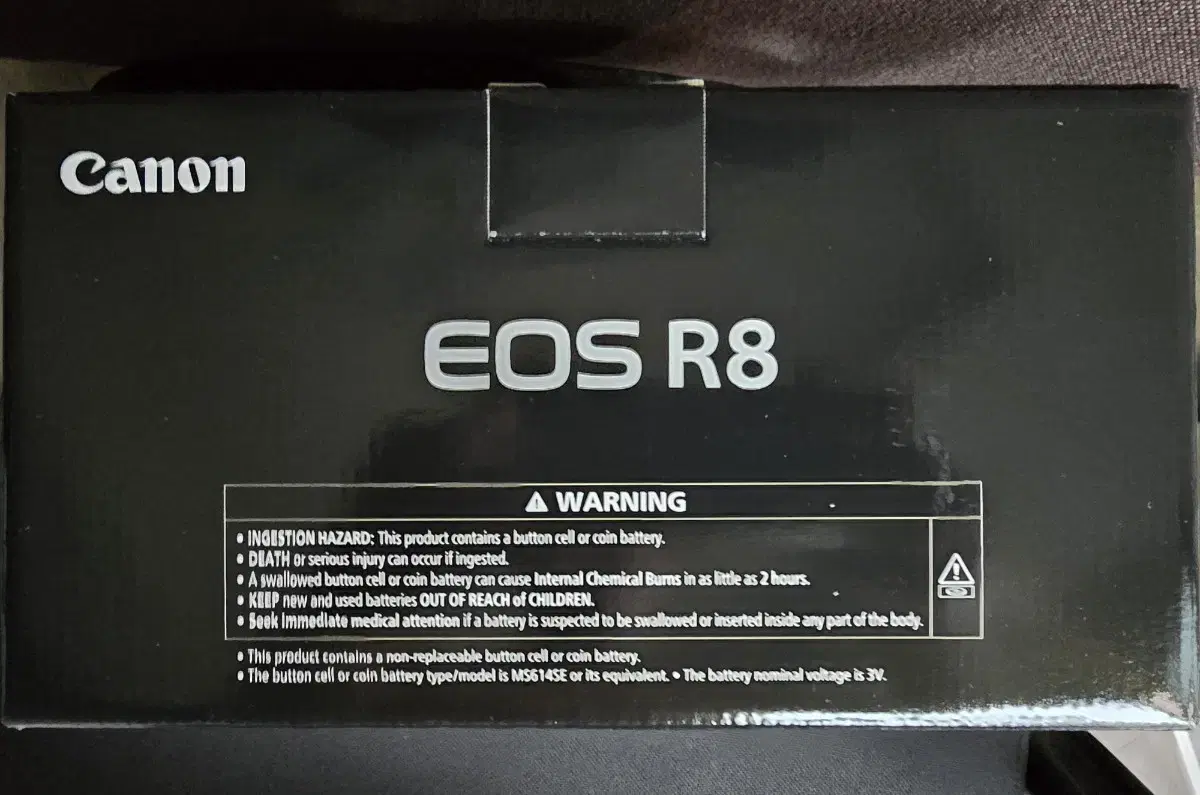 Canon
EOS R8
⚠ WARNING
• INGESTION HAZARD: This product contains a button cell or coin battery.
• DEATH or serious injury can occur if ingested.
• A swallowed button cell or coin battery can cause Internal Chemical Burns in as little as 2 hours.
• KEEP new and used batteries OUT OF REACH of CHILDREN.
• Seek immediate medical attention if a battery is suspected to be swallowed or inserted inside any part of the body.
• This product contains a non-replaceable button cell or coin battery.
• The button cell or coin battery type/model is MS614SE or its equivalent. • The battery nominal voltage is 3V.